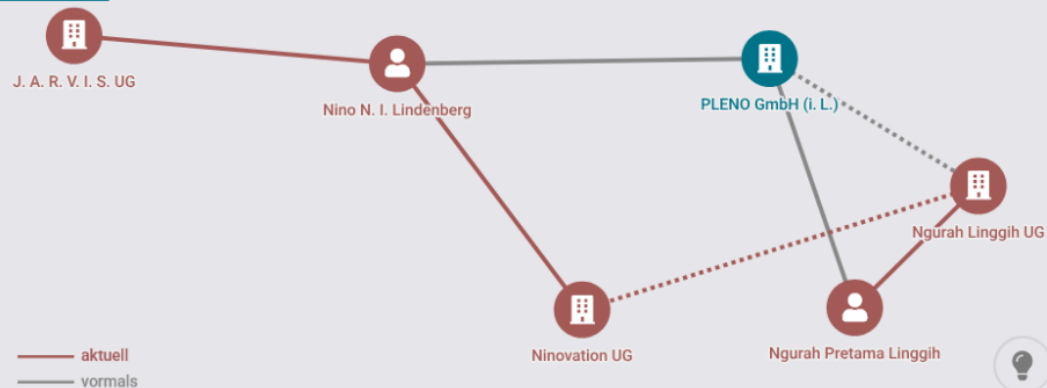 J. A. R. V. I. S. UG
Nino N. I. Lindenberg
PLENO GmbH (i. L.)
Ngurah Linggih UG
Ninovation UG
Ngurah Pretama Linggih
aktuell
vormals